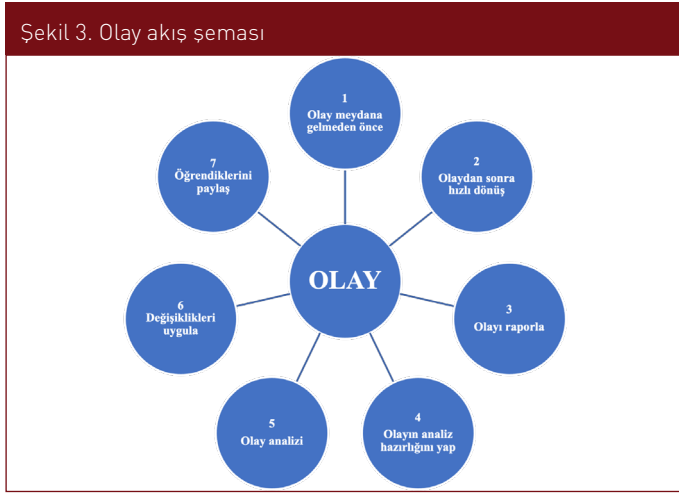 Şekil 3. Olay akış şeması
1
Olay meydana
gelmeden önce
2
Olaydan sonra
hızlı dönüş
3
Olayı raporla
4
Olayın analiz
hazırlığını yap
5
Olay analizi
6
Değişiklikleri
uygula
7
Öğrendiklerini
paylaş
OLAY